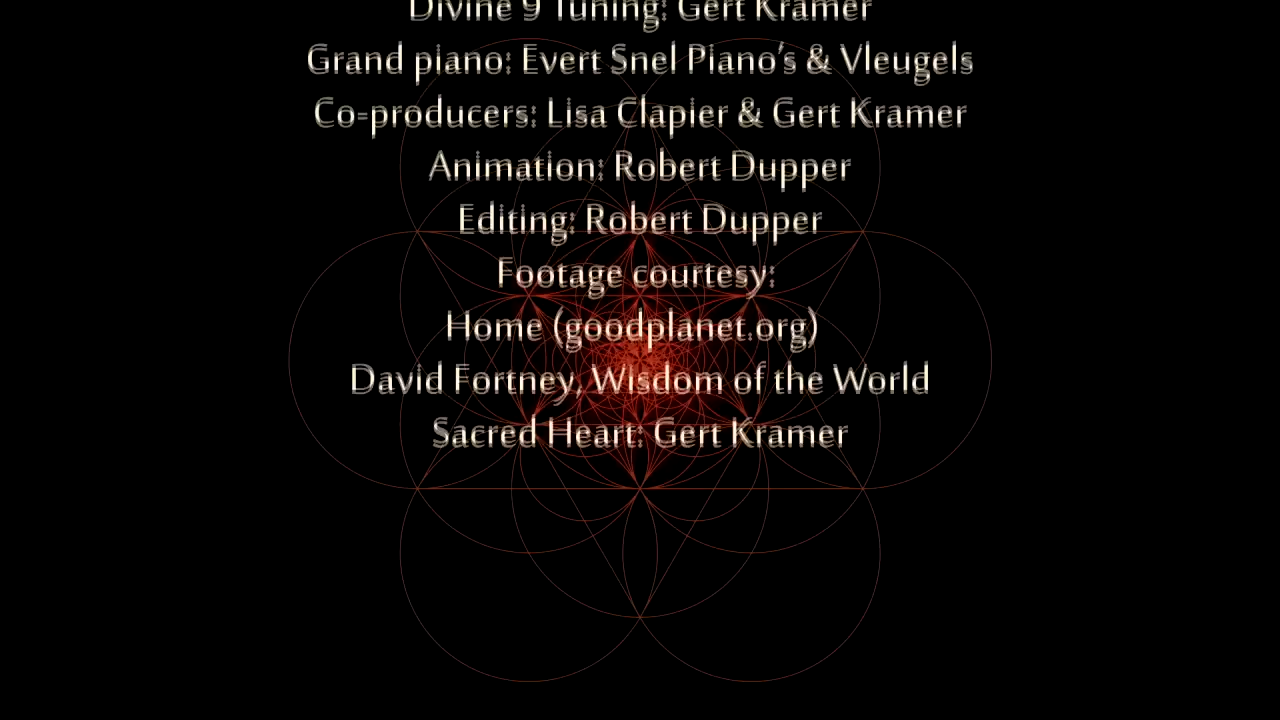 Divine 9 Tuning: Gert Kramer
Grand piano: Evert Snel Piano's & Vleugels
Co-producers: Lisa Clapier & Gert Kramer
Animation: Robert Dupper
Editing: Robert Dupper
Footage courtesy:
Home (goodplanet.org)
David Fortney, Wisdom of the World
Sacred Heart: Gert Kramer